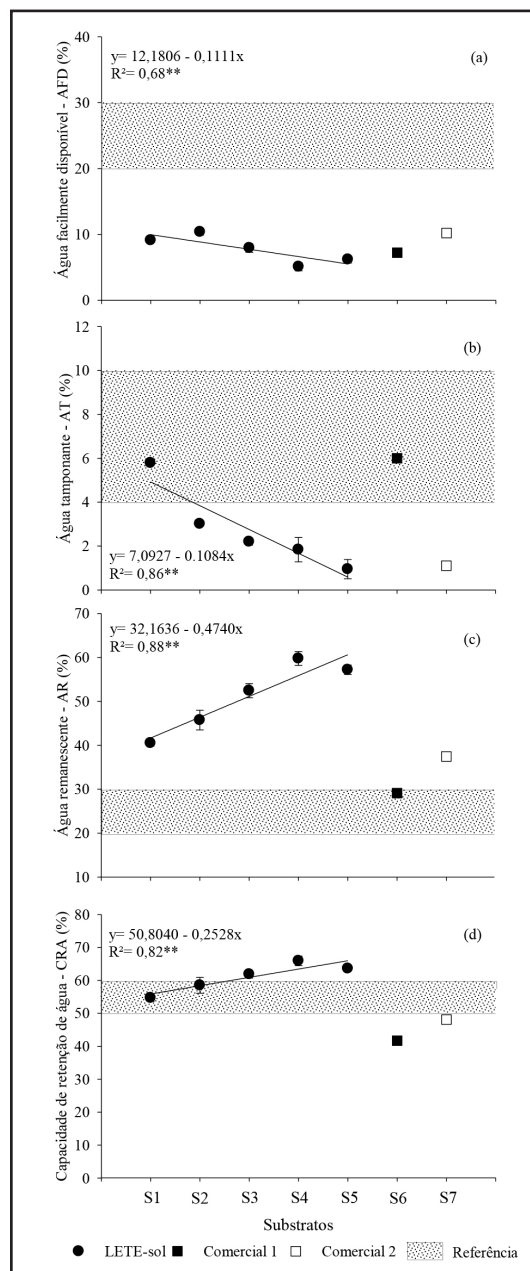 40
30
20
10
0
Água facilmente disponível - AFD (%)
y= 12,1806 - 0,1111x
R²= 0,68**
(a)
12
10
8
6
4
2
0
Água tamponante - AT (%)
(b)
y= 7,0927 - 0.1084x
R²= 0,86**
70
60
50
40
30
20
10
Água remanescente - AR (%)
y= 32,1636 - 0,4740x
R²= 0,88**
(c)
80
70
60
50
40
30
20
10
0
Capacidade de retenção de água - CRA (%)
y= 50,8040 - 0,2528x
R²= 0,82**
(d)
S1 S2 S3 S4 S5 S6 S7
Substratos
LETE-sol Comercial 1 Comercial 2 Referência